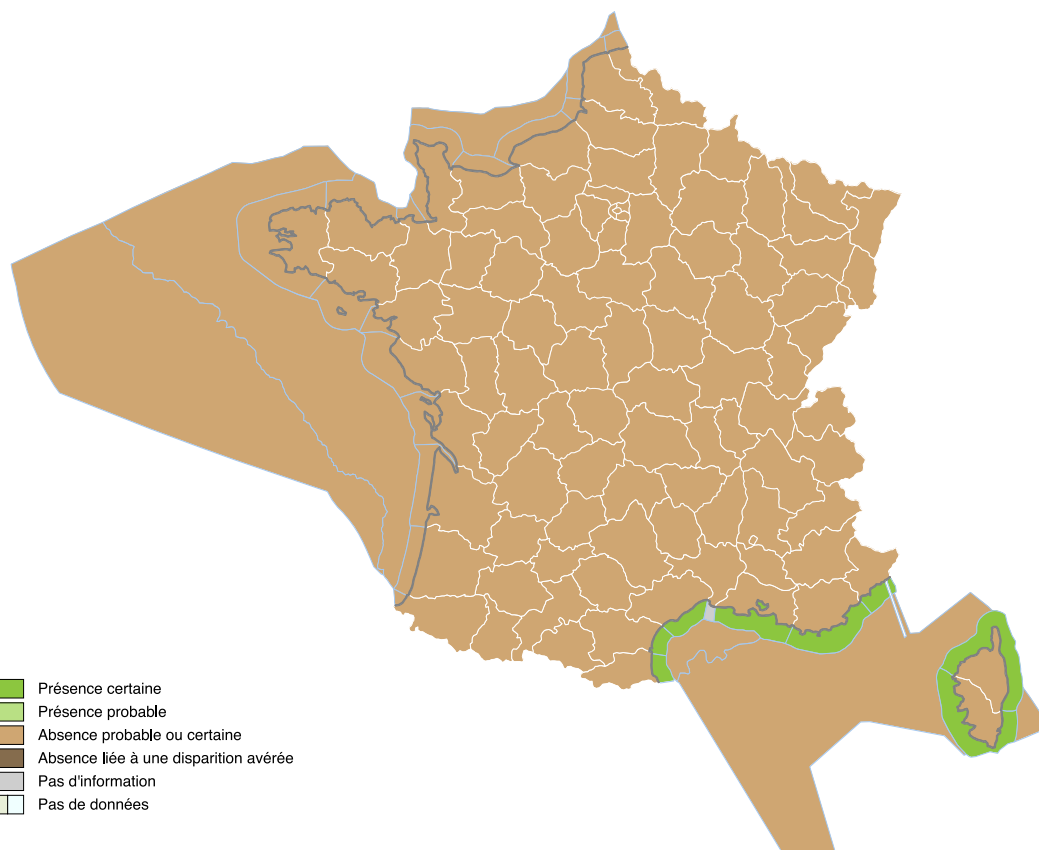 Présence certaine
Présence probable
Absence probable ou certaine
Absence liée à une disparition avérée
Pas d'information
Pas de données